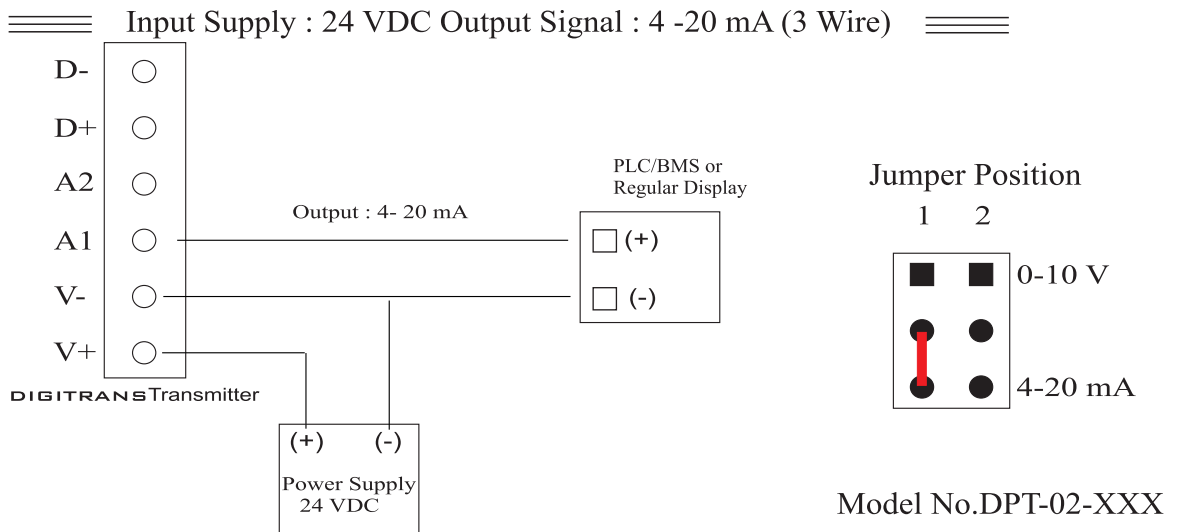 Input Supply : 24 VDC Output Signal : 4 -20 mA (3 Wire)
D-
D+
A2
A1
V-
V+
DIGITRANSTransmitter
Output : 4- 20 mA
PLC/BMS or
Regular Display
(+)
(-)
(+) (-)
Power Supply
24 VDC
Jumper Position
1 2
0-10 V
4-20 mA
Model No.DPT-02-XXX